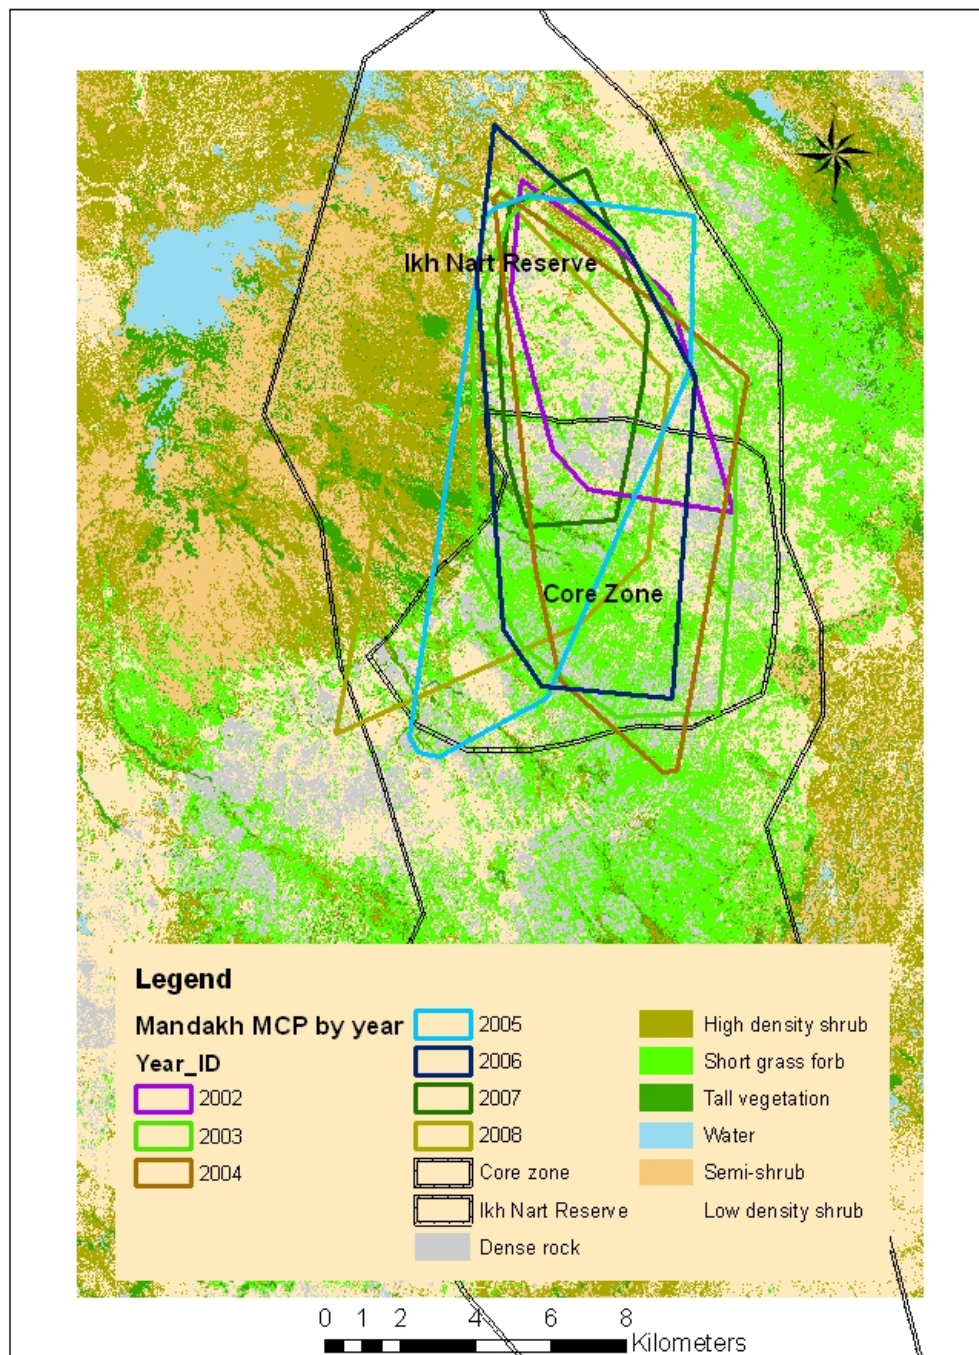 Ikh Nart Reserve
Core Zone
Legend
Mandakh MCP by year
Year_ID
2002
2003
2004
2005
2006
2007
2008
Core zone
Ikh Nart Reserve
Dense rock
High density shrub
Short grass forb
Tall vegetation
Water
Semi-shrub
Low density shrub
0 1 2 4 6 8
Kilometers